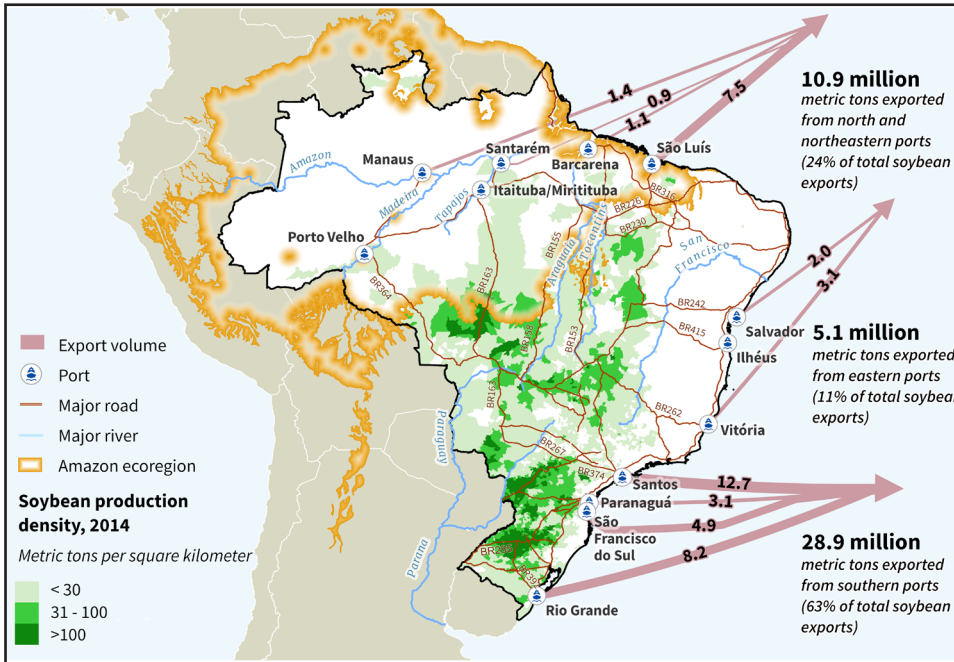 1.4
0.9
1.1
7.5
10.9 million
metric tons exported
from north and
northeastern ports
(24% of total soybean
exports)
Manaus
Santarém
Barcarena
São Luís
Itaituba/Miritituba
Porto Velho
Amazon
Madeira
Tapajos
Araguaia
Tocantins
San
Francisco
BR316
BR226
BR230
BR155
BR163
BR364
BR158
BR153
BR242
BR415
BR163
BR262
BR267
BR374
2.0
3.1
Salvador
Ilhéus
Vitória
5.1 million
metric tons exported
from eastern ports
(11% of total soybean
exports)
Export volume
Port
Major road
Major river
Amazon ecoregion
Soybean production
density, 2014
Metric tons per square kilometer
< 30
31 - 100
>100
Paraguay
Parana
Santos
Paranaguá
São
Francisco
do Sul
Rio Grande
12.7
3.1
4.9
8.2
28.9 million
metric tons exported
from southern ports
(63% of total soybean
exports)